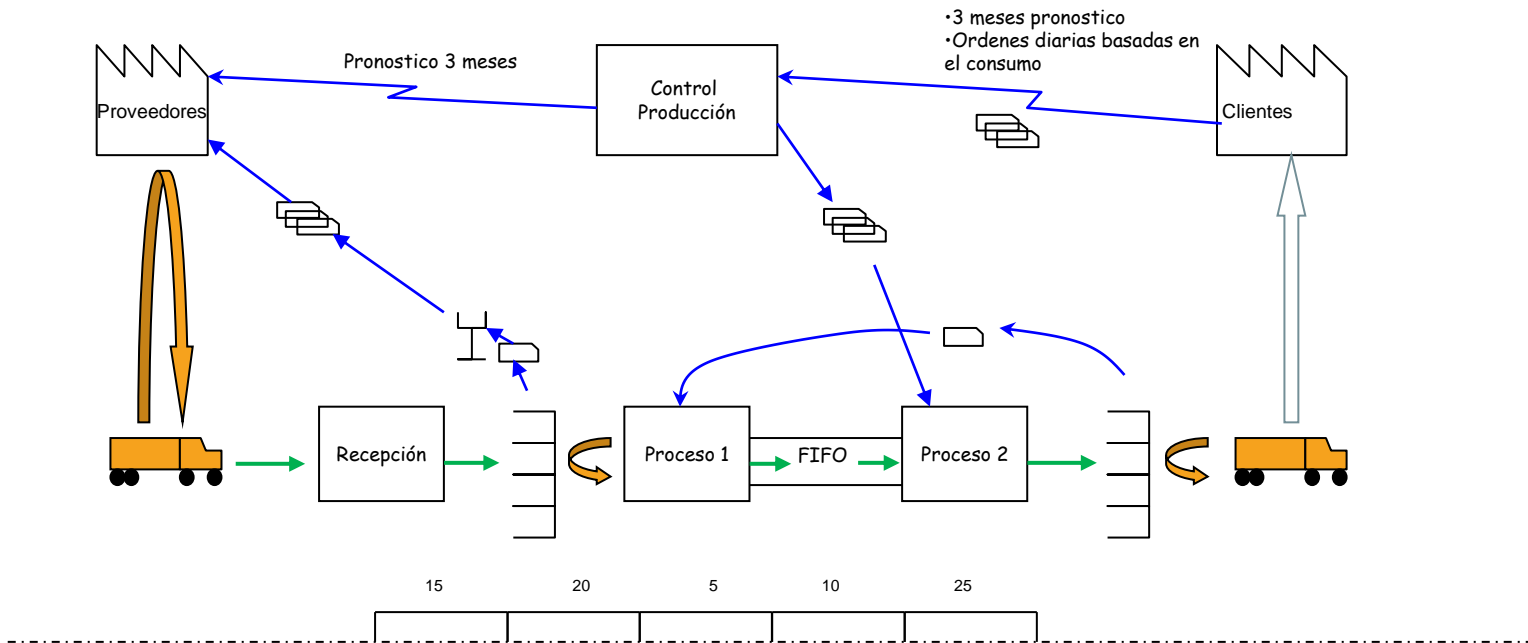 •3 meses pronostico
•Ordenes diarias basadas en
el consumo
Pronostico 3 meses
Control
Producción
Proveedores
Clientes
Recepción
Proceso 1
FIFO
Proceso 2
15 20 5 10 25